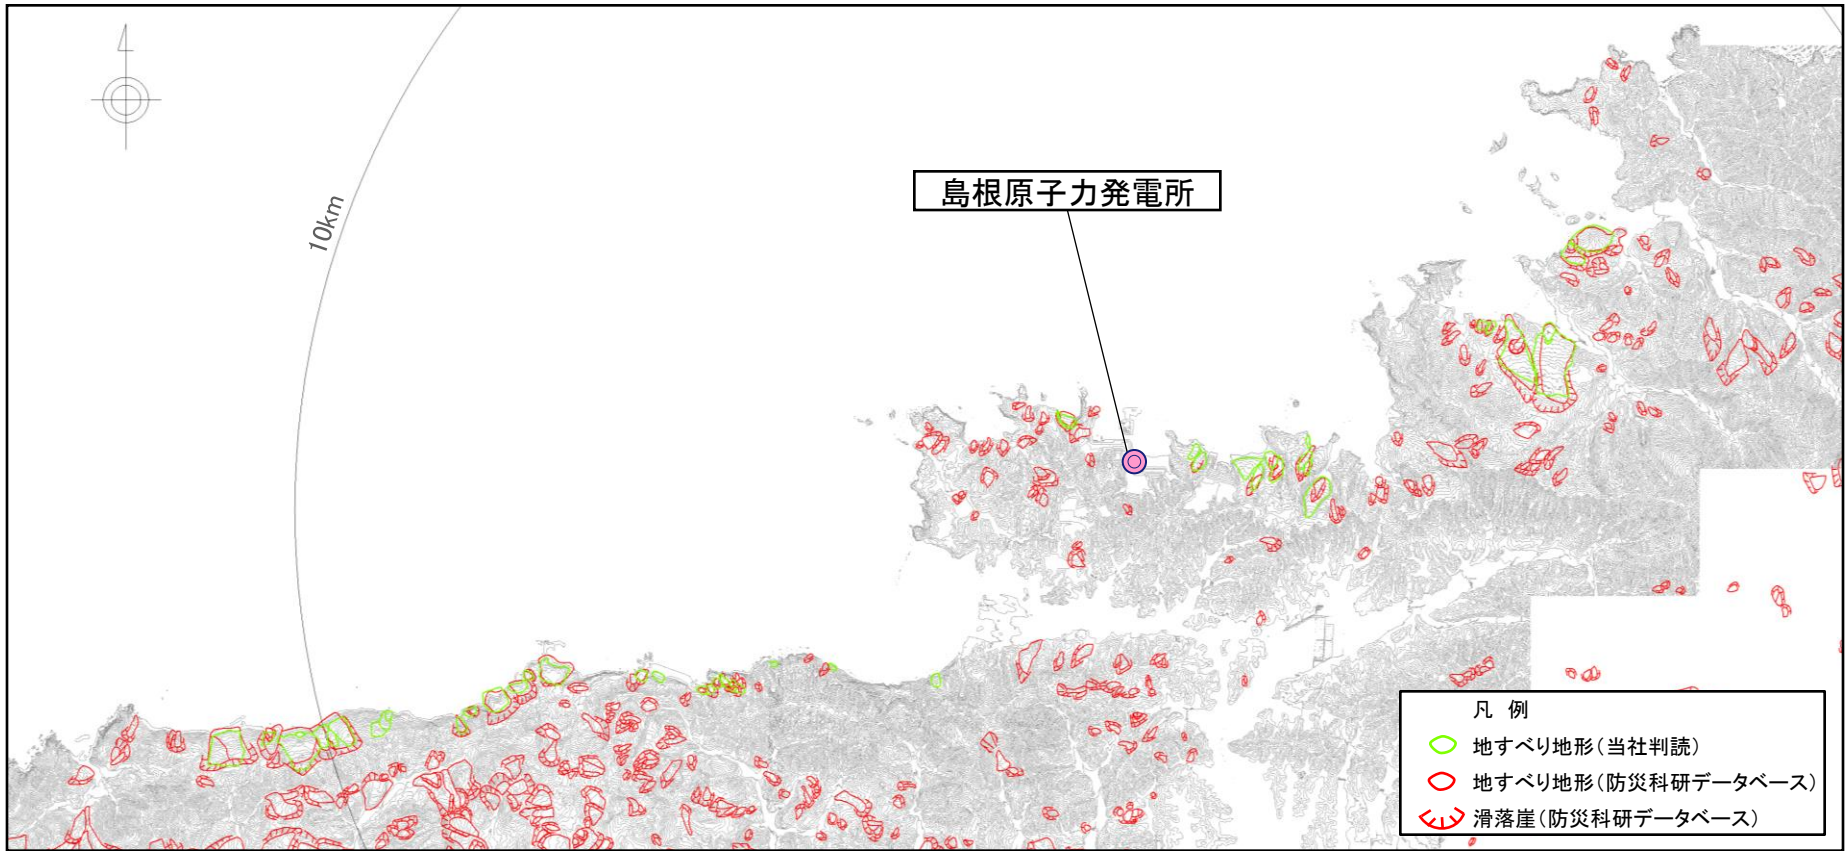 10km
島根原子力発電所
凡 例
地すべり地形(当社判読)
地すべり地形(防災科研データベース)
滑落崖(防災科研データベース)